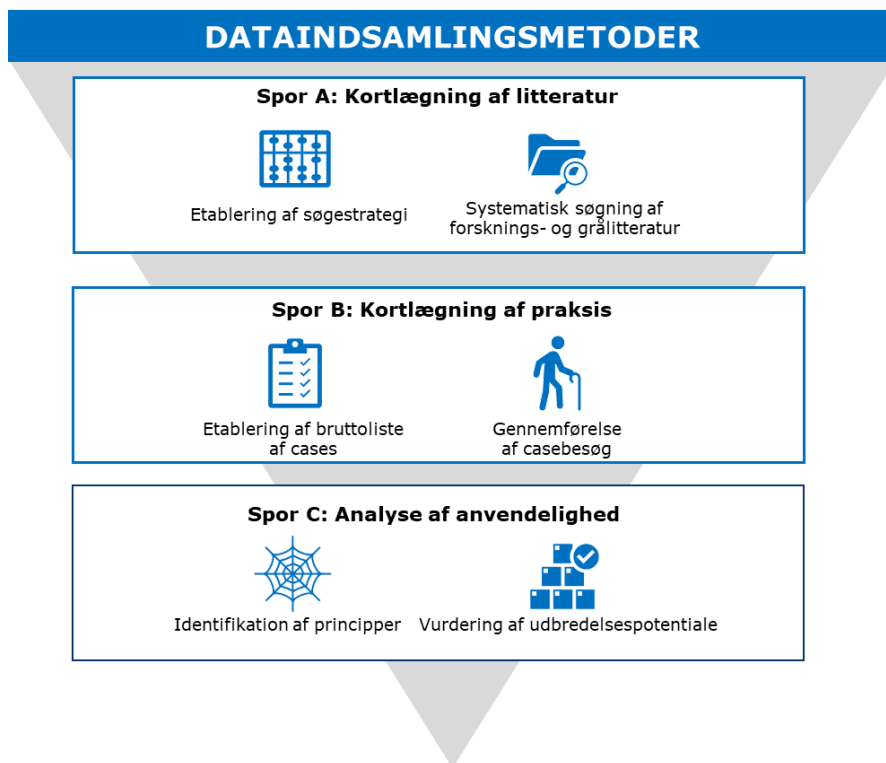 DATAINDSAMLINGSMETODER
Spor A: Kortlægning af litteratur
Etablering af søgestrategi
Systematisk søgning af
forsknings- og grålitteratur
Spor B: Kortlægning af praksis
Etablering af bruttoliste
af cases
Gennemførelse
af casebesøg
Spor C: Analyse af anvendelighed
Identifikation af principper
Vurdering af udbredelsespotentiale